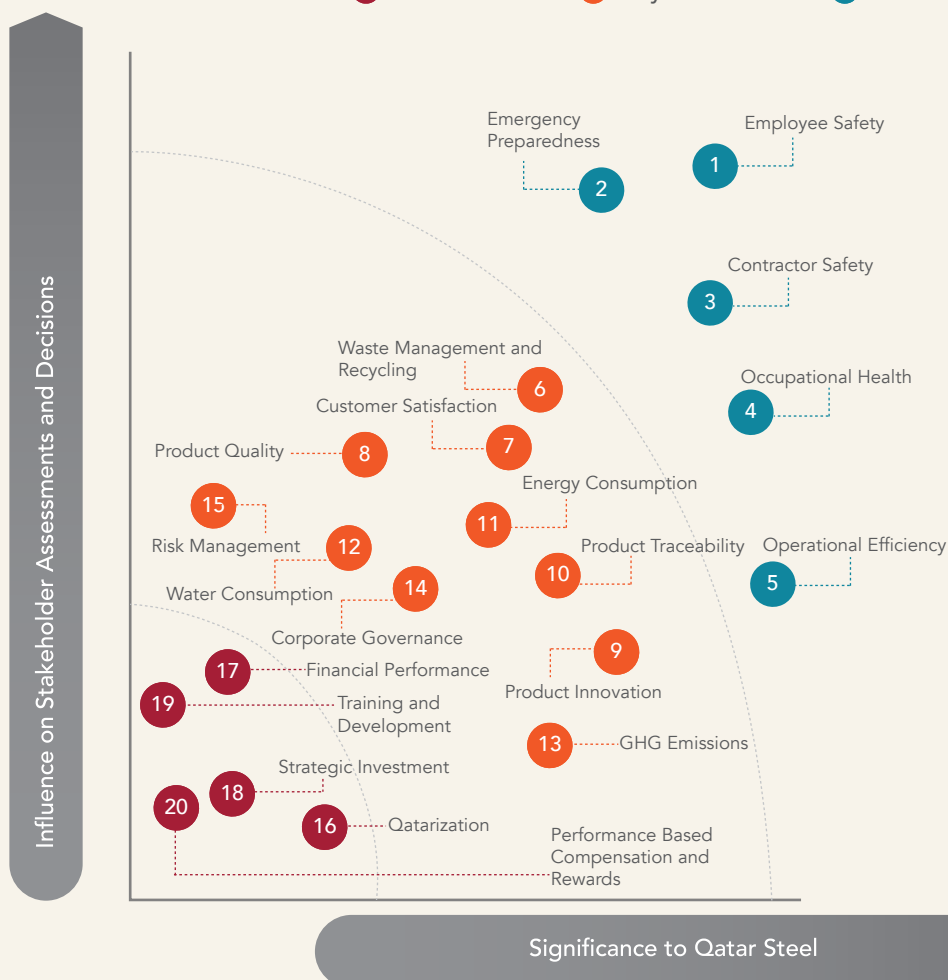 Influence on Stakeholder Assessments and Decisions
Emergency
Preparedness
2
Employee Safety
1
Contractor Safety
3
Occupational Health
4
Waste Management and
Recycling
6
Customer Satisfaction
7
Product Quality
8
Energy Consumption
11
15
Risk Management
12
Water Consumption
Product Traceability
10
Operational Efficiency
5
14
Corporate Governance
9
Product Innovation
17
Financial Performance
19
Training and
Development
13
GHG Emissions
Strategic Investment
18
20
16
Qatarization
Performance Based
Compensation and
Rewards
Significance to Qatar Steel